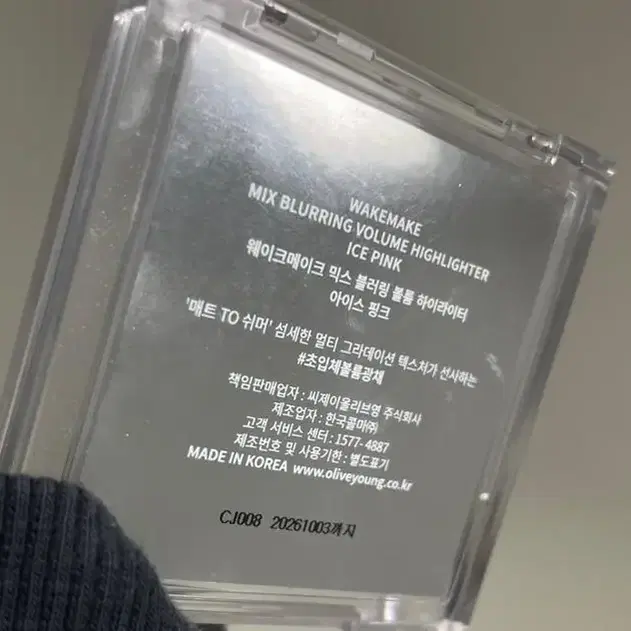 WAKEMAKE
MIX BLURRING VOLUME HIGHLIGHTER
ICE PINK
웨이크메이크 믹스 블러링 볼륨 하이라이터
아이스 핑크
'매트 TO 쉬머' 섬세한 멀티 그라데이션 텍스처가 선사하는
#초입체볼륨광채
책임판매업자 : 씨제이올리브영 주식회사
제조업자 : 한국콜마㈜
고객 서비스 센터 : 1577- 4887
제조번호 및 사용기한 : 별도표기
MADE IN KOREA www.oliveyoung.co.kr
CJ008 20261003까지